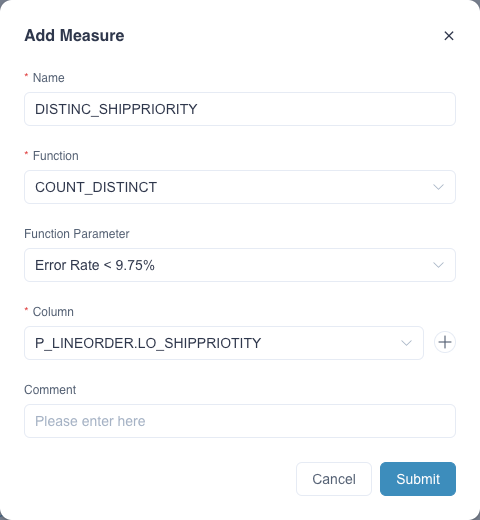 Add Measure
* Name
DISTINC_SHIPPRIORITY
* Function
COUNT_DISTINCT
Function Parameter
Error Rate < 9.75%
* Column
P_LINEORDER.LO_SHIPPRIOTITY
Comment
Please enter here
Cancel Submit